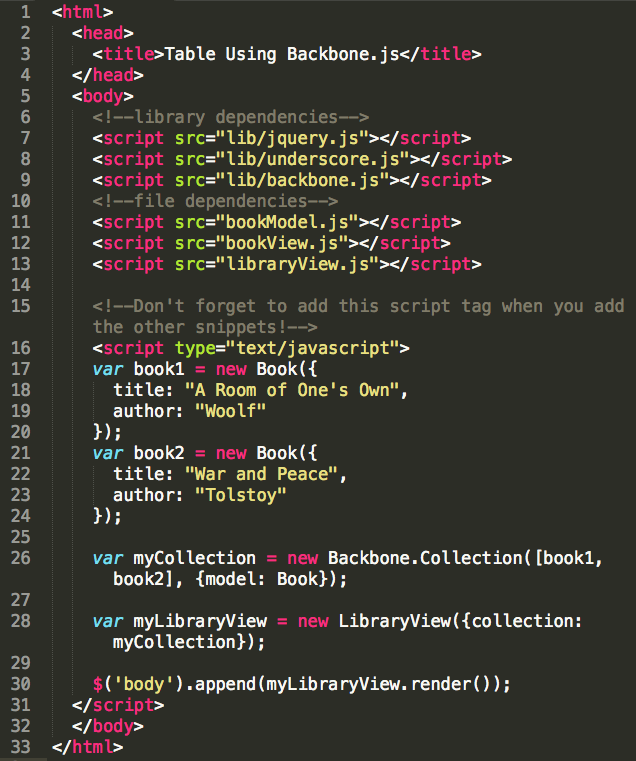 1 <html>
2 <head>
3 <title>Table Using Backbone.js</title>
4 </head>
5 <body>
6 <!--library dependencies-->
7 <script src="lib/jquery.js"></script>
8 <script src="lib/underscore.js"></script>
9 <script src="lib/backbone.js"></script>
10 <!--file dependencies-->
11 <script src="bookModel.js"></script>
12 <script src="bookView.js"></script>
13 <script src="libraryView.js"></script>
14
15 <!--Don't forget to add this script tag when you add
the other snippets!-->
16 <script type="text/javascript">
17 var book1 = new Book({
18 title: "A Room of One's Own",
19 author: "Woolf"
20 });
21 var book2 = new Book({
22 title: "War and Peace",
23 author: "Tolstoy"
24 });
25
26 var myCollection = new Backbone.Collection([book1,
book2], {model: Book});
27
28 var myLibraryView = new LibraryView({collection:
myCollection});
29
30 $('body').append(myLibraryView.render());
31 </script>
32 </body>
33 </html>